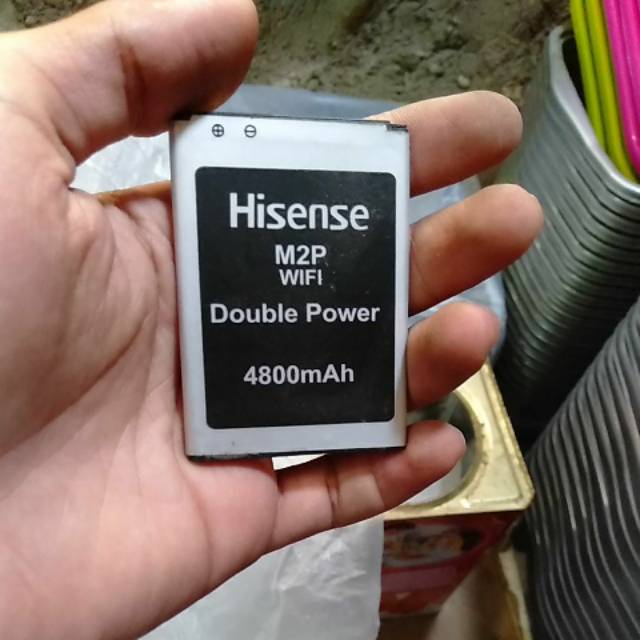 ⊕ ⊖
Hisense
M2P
WIFI
Double Power
4800mAh